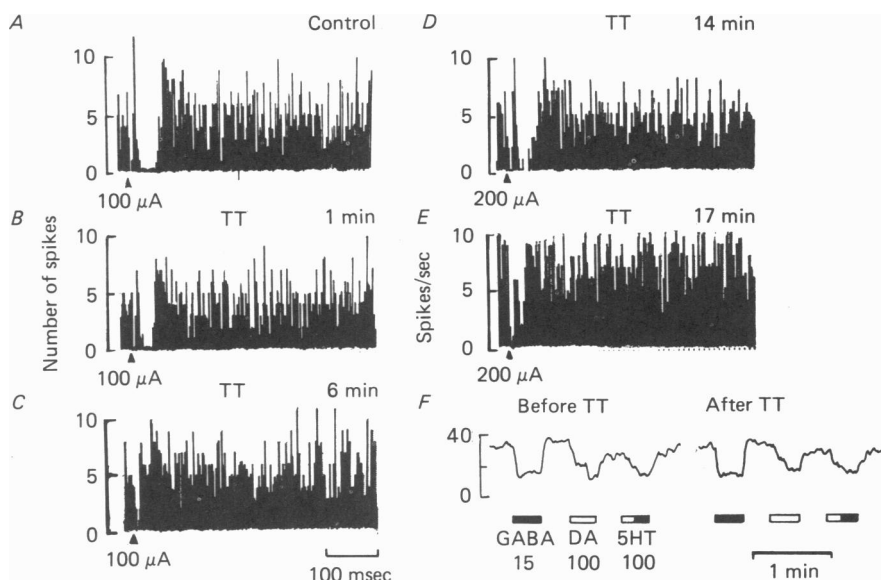 A Control
10
5
0
100 μA
B TT 1 min
10
5
0
100 μA
C TT 6 min
10
5
0
100 μA
100 msec
Number of spikes
D TT 14 min
10
5
0
200 μA
E TT 17 min
10
5
0
200 μA
Spikes/sec
F Before TT After TT
40
0
GABA DA 5HT
15 100 100
1 min